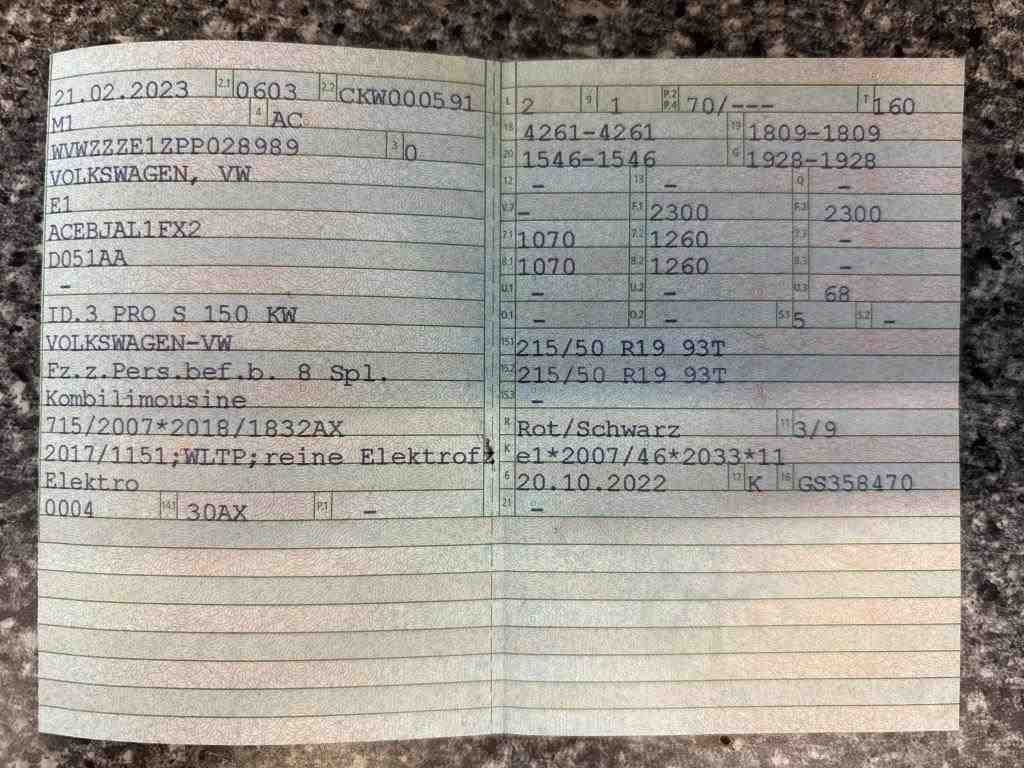 21.02.2023 2.1 0603 2.2 CKW000591
M1 4 AC
WVWZZZE1ZPP028989 3 0
VOLKSWAGEN, VW
E1
ACEBJAL1FX2
D051AA
-
ID.3 PRO S 150 KW
VOLKSWAGEN-VW
Fz.z.Pers.bef.b. 8 Spl.
Kombilimousine
715/2007*2018/1832AX
2017/1151;WLTP;reine Elektrofz
Elektro
0004 14.1 30AX P.1 -
L 2 9 1 P.2 P.4 70/--- T 160
18 4261-4261 19 1809-1809
20 1546-1546 G 1928-1928
12 - 13 - Q -
V.7 - F.1 2300 F.2 2300
7.1 1070 7.2 1260 7.3 -
8.1 1070 8.2 1260 8.3 -
U.1 - U.2 - U.3 68
O.1 - O.2 - S.1 5 S.2 -
15.1 215/50 R19 93T
15.2 215/50 R19 93T
15.3 -
R Rot/Schwarz 11 3/9
K e1*2007/46*2033*11
6 20.10.2022 17 K 16 GS358470
21 -